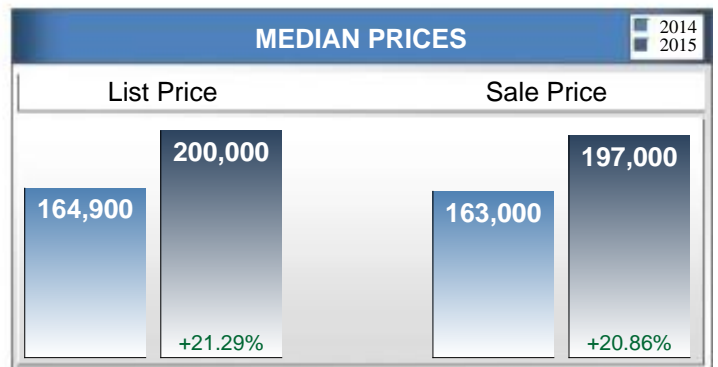 MEDIAN PRICES
2014
2015
List Price
Sale Price
164,900
200,000
+21.29%
163,000
197,000
+20.86%